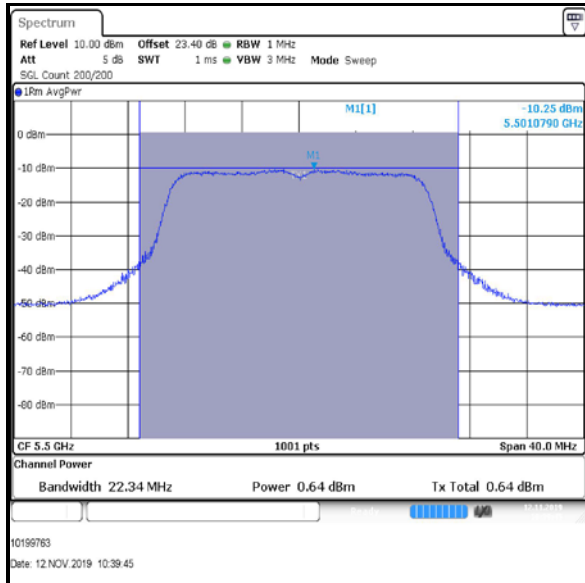 Spectrum
Ref Level 10.00 dBm Offset 23.40 dB RBW 1 MHz
Att 5 dB SWT 1 ms VBW 3 MHz Mode Sweep
SGL Count 200/200
1Rm AvgPwr
M1[1] -10.25 dBm
5.5010790 GHz
0 dBm
M1
-10 dBm
-20 dBm
-30 dBm
-40 dBm
-50 dBm
-60 dBm
-70 dBm
-80 dBm
CF 5.5 GHz 1001 pts Span 40.0 MHz
Channel Power
Bandwidth 22.34 MHz Power 0.64 dBm Tx Total 0.64 dBm
10199763
Date: 12.NOV.2019 10:39:45